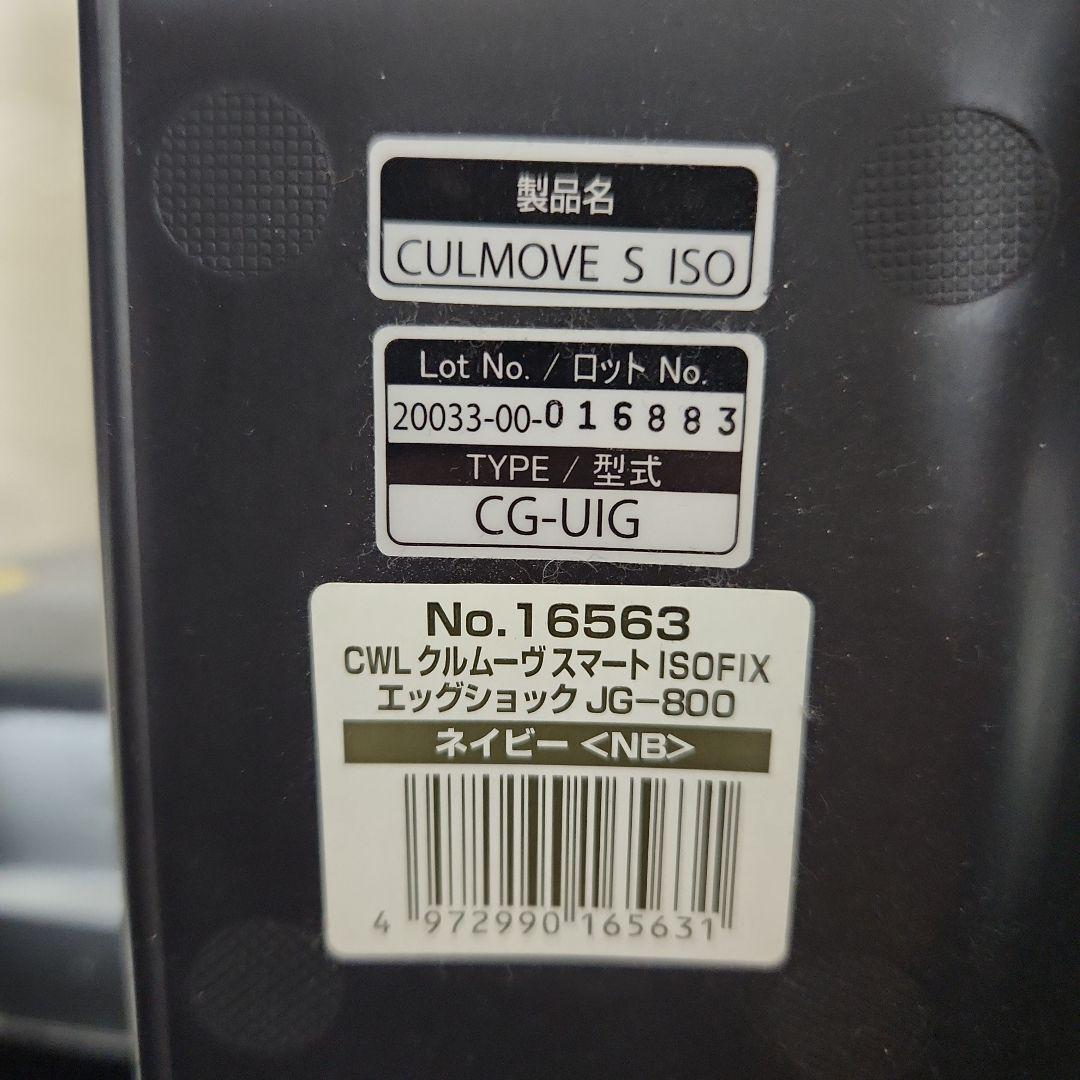 製品名
CULMOVE S ISO
Lot No. / ロット No.
20033-00-016883
TYPE / 型式
CG-UIG
No.16563
CWL クルムーヴ スマート ISOFIX
エッグショック JG-800
ネイビー <NB>
4 972990 165631